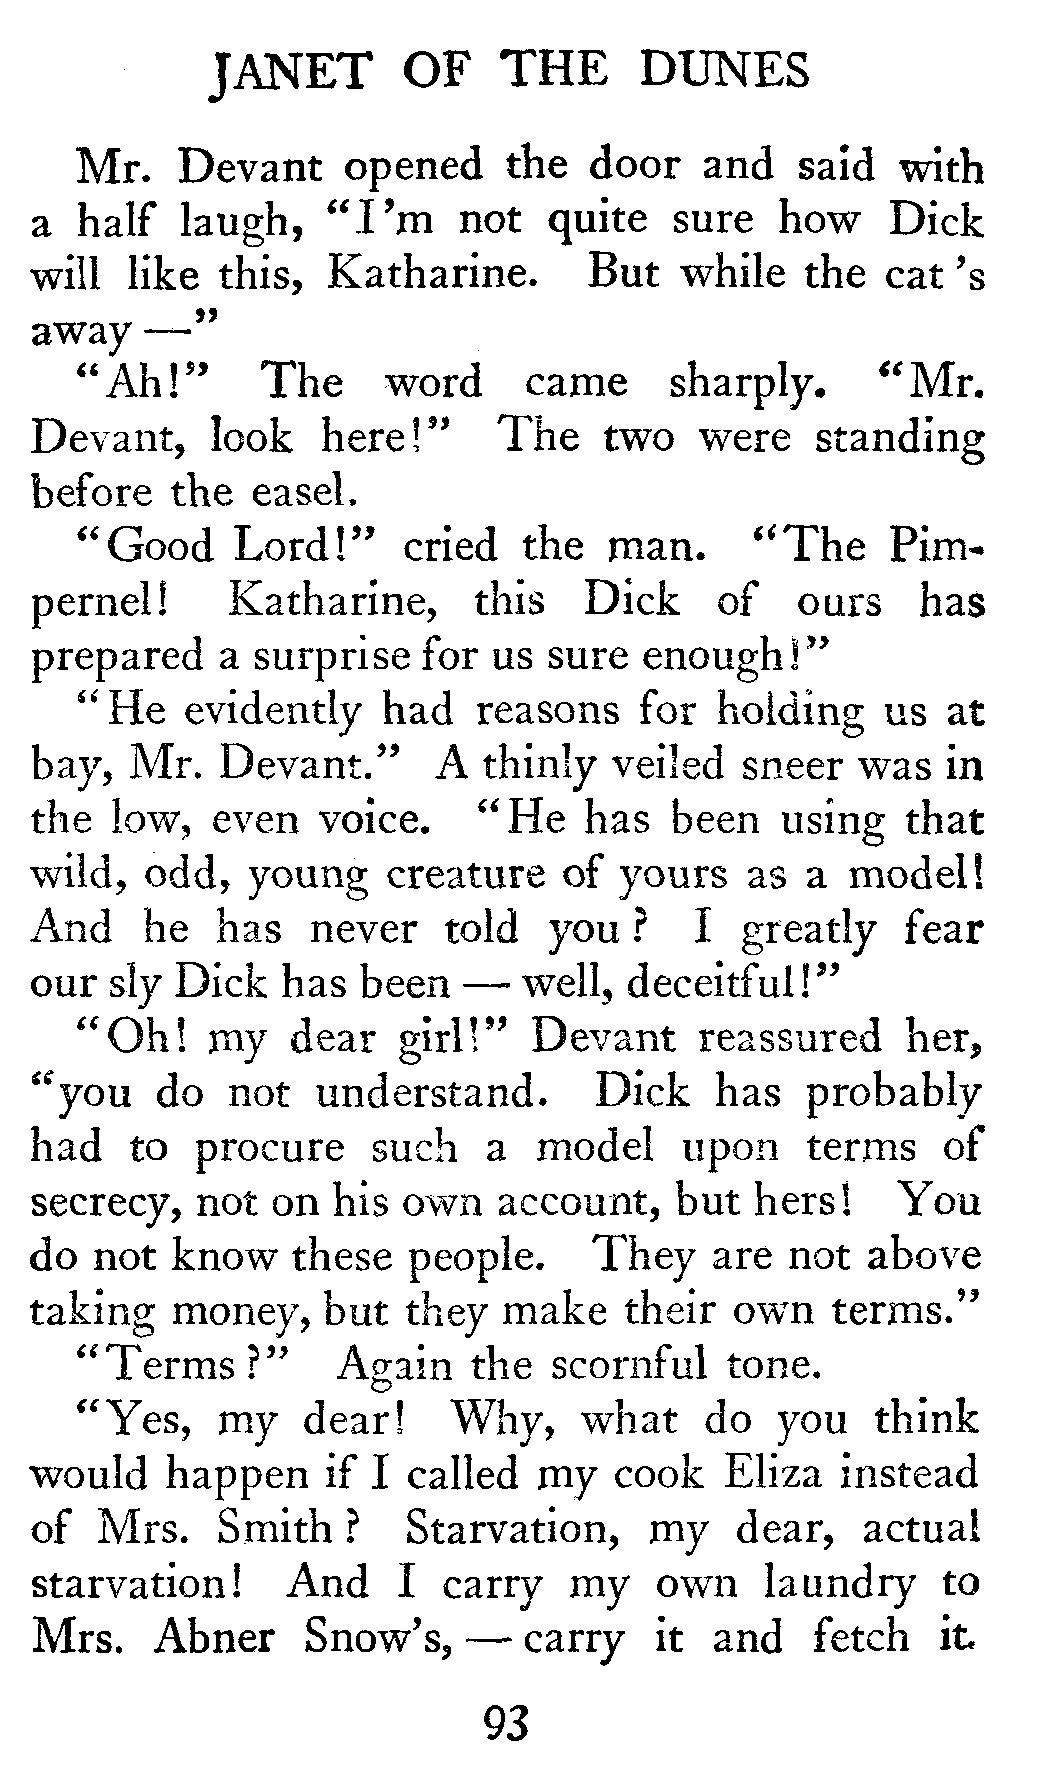 JANET OF THE DUNES
Mr. Devant opened the door and said with
a half laugh, "I'm not quite sure how Dick
will like this, Katharine. But while the cat's
away —"
"Ah!" The word came sharply. "Mr.
Devant, look here!" The two were standing
before the easel.
"Good Lord!" cried the man. "The Pim-
pernel! Katharine, this Dick of ours has
prepared a surprise for us sure enough!"
"He evidently had reasons for holding us at
bay, Mr. Devant." A thinly veiled sneer was in
the low, even voice. "He has been using that
wild, odd, young creature of yours as a model!
And he has never told you? I greatly fear
our sly Dick has been — well, deceitful!"
"Oh! my dear girl!" Devant reassured her,
"you do not understand. Dick has probably
had to procure such a model upon terms of
secrecy, not on his own account, but hers! You
do not know these people. They are not above
taking money, but they make their own terms."
"Terms?" Again the scornful tone.
"Yes, my dear! Why, what do you think
would happen if I called my cook Eliza instead
of Mrs. Smith? Starvation, my dear, actual
starvation! And I carry my own laundry to
Mrs. Abner Snow's, — carry it and fetch it.
93